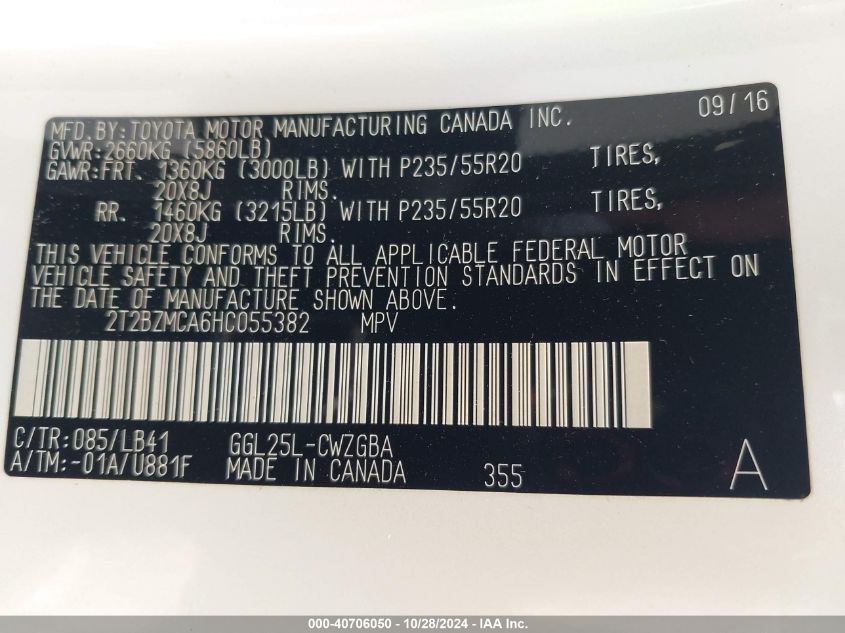 09/16
MFD.BY:TOYOTA MOTOR MANUFACTURING CANADA INC.
GVWR:2660KG (5860LB)
GAWR:FRT. 1360KG (3000LB) WITH P235/55R20 TIRES,
20X8J RIMS.
RR. 1460KG (3215LB) WITH P235/55R20 TIRES,
20X8J RIMS.
THIS VEHICLE CONFORMS TO ALL APPLICABLE FEDERAL MOTOR
VEHICLE SAFETY AND THEFT PREVENTION STANDARDS IN EFFECT ON
THE DATE OF MANUFACTURE SHOWN ABOVE.
2T2BZMCA6HC055382 MPV
C/TR:085/LB41 GGL25L-CWZGBA
A/TM:-01A/U881F MADE IN CANADA 355 A
000-40706050 - 10/28/2024 - IAA Inc.